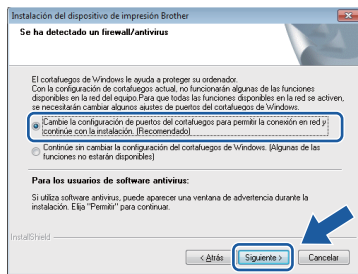 Instalación del dispositivo de impresión Brother
Se ha detectado un firewall/antivirus
El cortafuegos de Windows le ayuda a proteger su ordenador.
Con la configuración de cortafuegos actual, no funcionarán algunas de las funciones
disponibles en la red del equipo.Para que todas las funciones disponibles en la red se activen,
se necesitarán cambiar algunos ajustes de puertos del cortafuegos de Windows.
Cambie la configuración de puertos del cortafuegos para permitir la conexión en red y
continúe con la instalación. (Recomendado)
Continúe sin cambiar la configuración del cortafuegos de Windows. (Algunas de las
funciones no estarán disponibles)
Para los usuarios de software antivirus:
Si utiliza software antivirus, puede aparecer una ventana de advertencia durante la
instalación. Elija "Permitir" para continuar.
InstallShield
< Atrás
Siguiente >
Cancelar